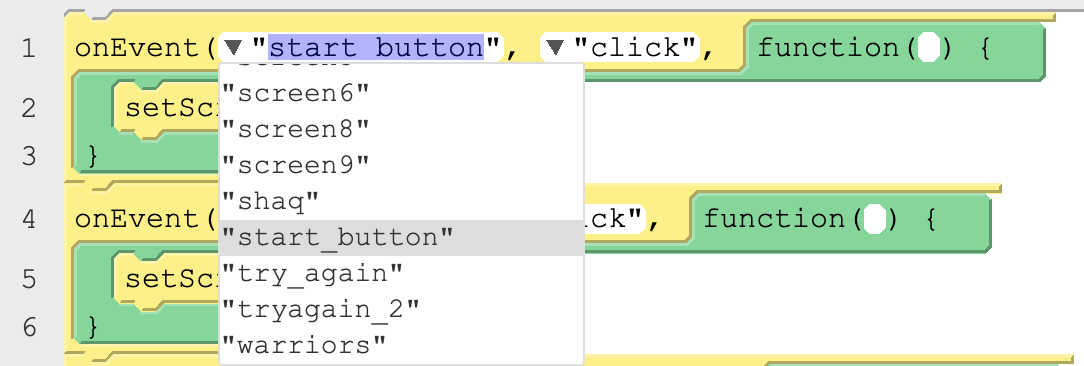 1 onEvent(▼"start_button", ▼"click", function() {
"screen6"
2 setScr
"screen8"
3 }
"screen9"
"shaq"
4 onEvent( ck", function() {
"start_button"
5 setScr
"try_again"
6 }
"tryagain_2"
"warriors"